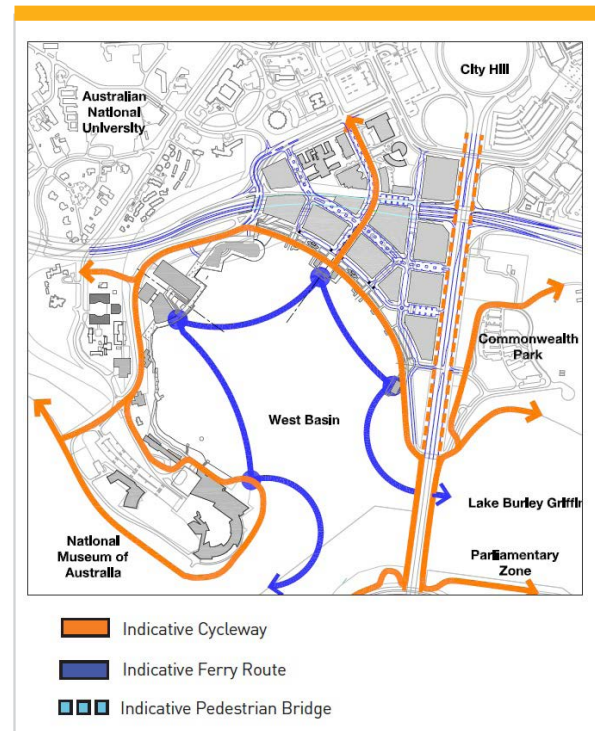 City Hill
Australian
National
University
Commonwealth
Park
West Basin
Lake Burley Griffin
National
Museum of
Australia
Parliamentary
Zone
Indicative Cycleway
Indicative Ferry Route
Indicative Pedestrian Bridge